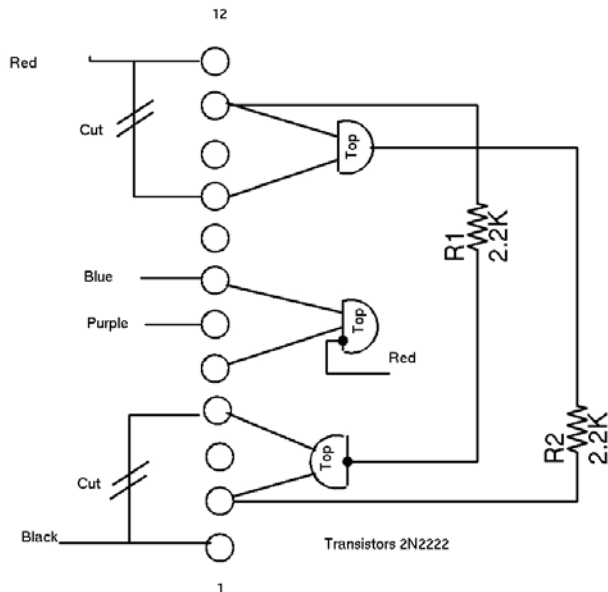 12
Red
Cut
Top
R1
2.2K
Blue
Purple
Top
Red
Top
R2
2.2K
Cut
Black
Transistors 2N2222
1